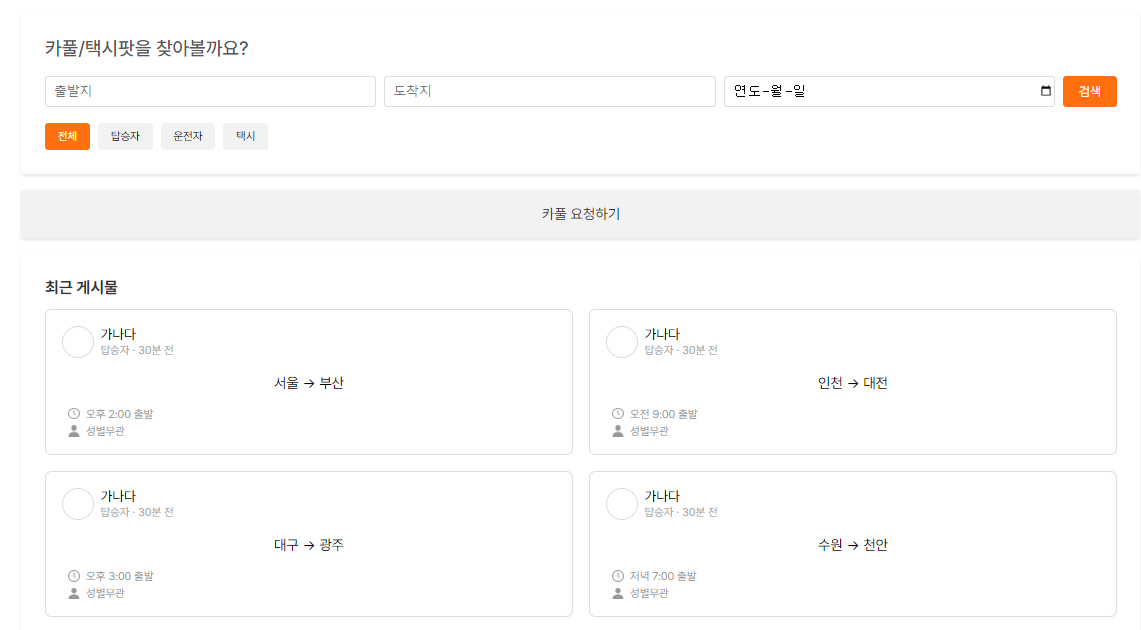 카풀/택시팟을 찾아볼까요?
출발지 도착지 연도-월-일 검색
전체 탑승자 운전자 택시
카풀 요청하기
최근 게시물
가나다
탑승자 · 30분 전
서울 → 부산
오후 2:00 출발
성별무관
가나다
탑승자 · 30분 전
인천 → 대전
오전 9:00 출발
성별무관
가나다
탑승자 · 30분 전
대구 → 광주
오후 3:00 출발
성별무관
가나다
탑승자 · 30분 전
수원 → 천안
저녁 7:00 출발
성별무관